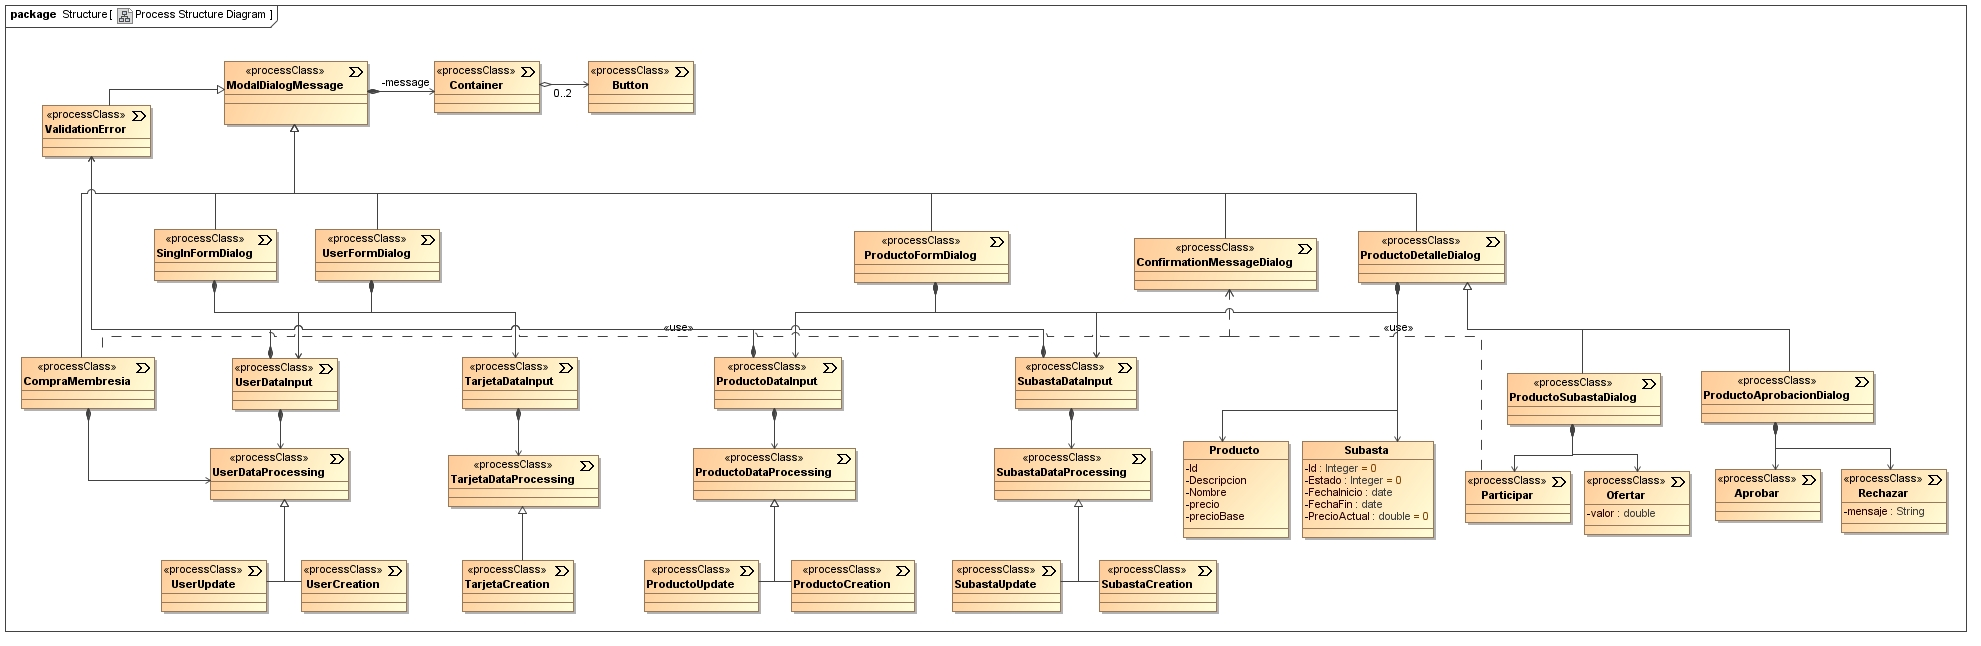 package Structure [ Process Structure Diagram ]
«processClass»
ModalDialogMessage
-message
«processClass»
Container
0..2
«processClass»
Button
«processClass»
ValidationError
«processClass»
SingInFormDialog
«processClass»
UserFormDialog
«processClass»
ProductoFormDialog
«processClass»
ConfirmationMessageDialog
«processClass»
ProductoDetalleDialog
«use»
«use»
«processClass»
CompraMembresia
«processClass»
UserDataInput
«processClass»
TarjetaDataInput
«processClass»
ProductoDataInput
«processClass»
SubastaDataInput
«processClass»
ProductoSubastaDialog
«processClass»
ProductoAprobacionDialog
«processClass»
UserDataProcessing
«processClass»
TarjetaDataProcessing
«processClass»
ProductoDataProcessing
«processClass»
SubastaDataProcessing
Producto
-Id
-Descripcion
-Nombre
-precio
-precioBase
Subasta
-Id : Integer = 0
-Estado : Integer = 0
-FechaInicio : date
-FechaFin : date
-PrecioActual : double = 0
«processClass»
Participar
«processClass»
Ofertar
-valor : double
«processClass»
Aprobar
«processClass»
Rechazar
-mensaje : String
«processClass»
UserUpdate
«processClass»
UserCreation
«processClass»
TarjetaCreation
«processClass»
ProductoUpdate
«processClass»
ProductoCreation
«processClass»
SubastaUpdate
«processClass»
SubastaCreation